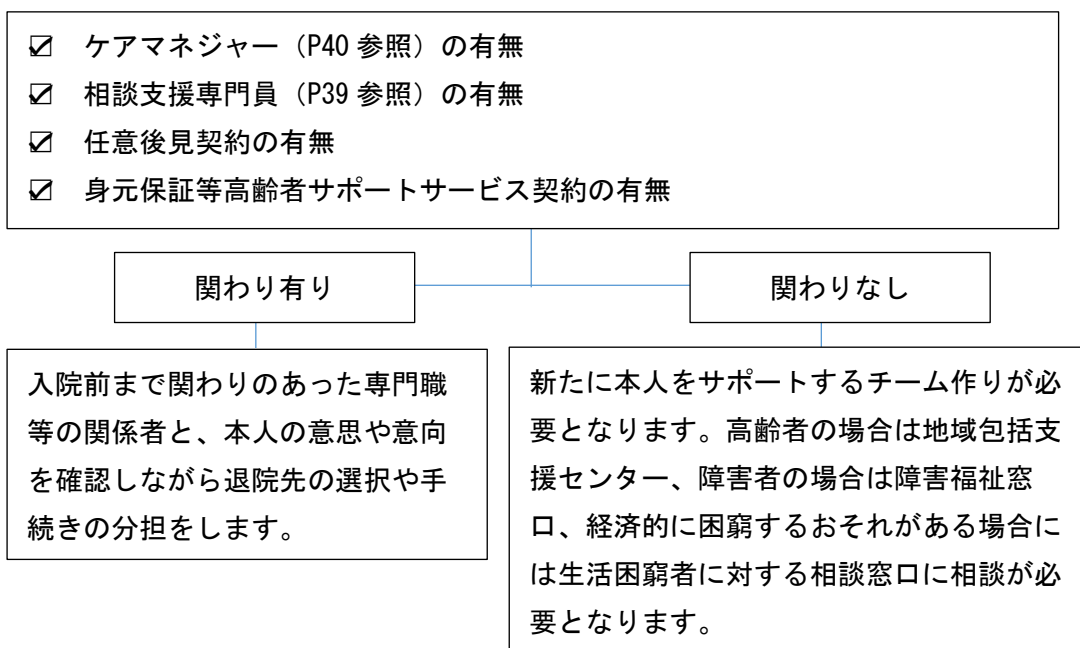 ☑ ケアマネジャー（P40 参照）の有無
☑ 相談支援専門員（P39 参照）の有無
☑ 任意後見契約の有無
☑ 身元保証等高齢者サポートサービス契約の有無
関わり有り
関わりなし
入院前まで関わりのあった専門職
等の関係者と、本人の意思や意向
を確認しながら退院先の選択や手
続きの分担をします。
新たに本人をサポートするチーム作りが必
要となります。高齢者の場合は地域包括支
援センター、障害者の場合は障害福祉窓
口、経済的に困窮するおそれがある場合に
は生活困窮者に対する相談窓口に相談が必
要となります。